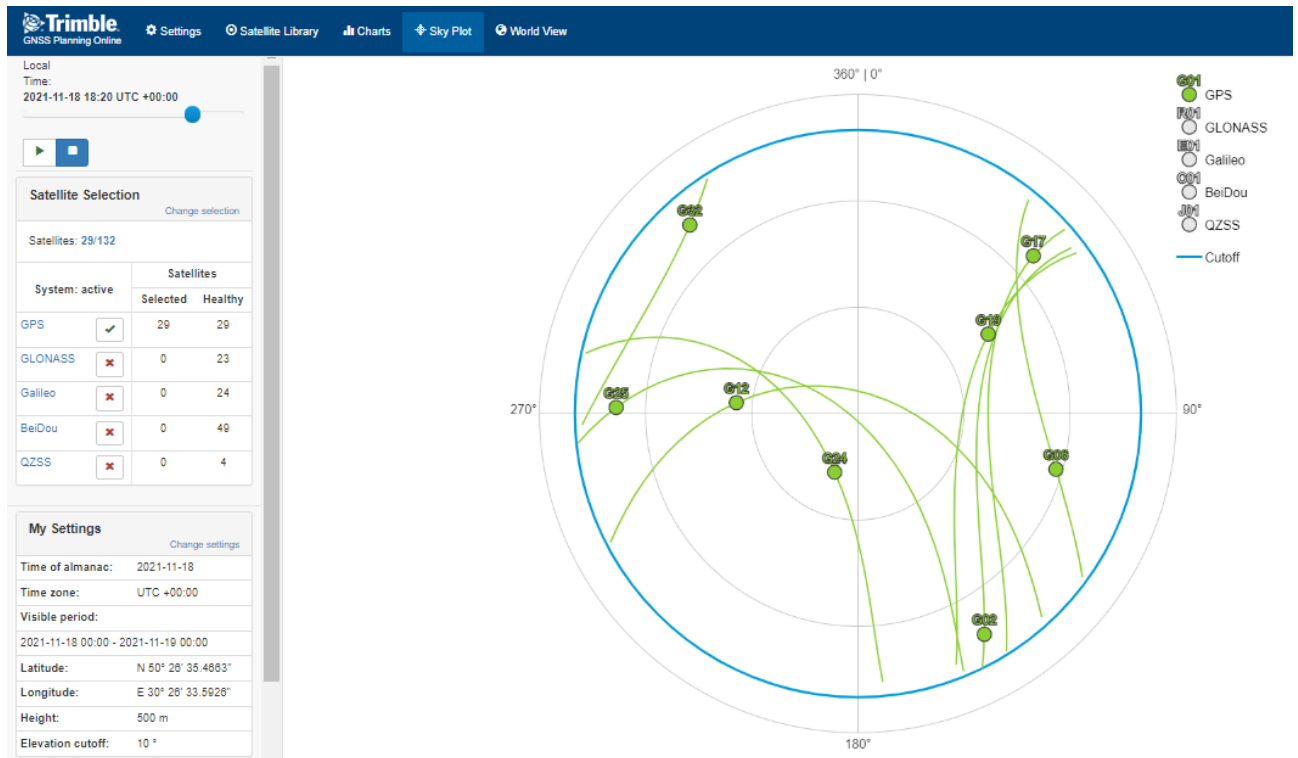 Trimble.
GNSS Planning Online
Settings
Satellite Library
Charts
Sky Plot
World View
Local
Time:
2021-11-18 18:20 UTC +00:00
Satellite Selection
Change selection
Satellites: 29/132
System: active
Satellites
Selected Healthy
GPS 29 29
GLONASS 0 23
Galileo 0 24
BeiDou 0 49
QZSS 0 4
My Settings
Change settings
Time of almanac: 2021-11-18
Time zone: UTC +00:00
Visible period:
2021-11-18 00:00 - 2021-11-19 00:00
Latitude: N 50° 26' 35.4663"
Longitude: E 30° 26' 33.5926"
Height: 500 m
Elevation cutoff: 10 °
360° | 0°
G32
G17
G19
G25
G12
270°
90°
G24
G06
G02
180°
G01
GPS
R01
GLONASS
E01
Galileo
C01
BeiDou
J01
QZSS
Cutoff